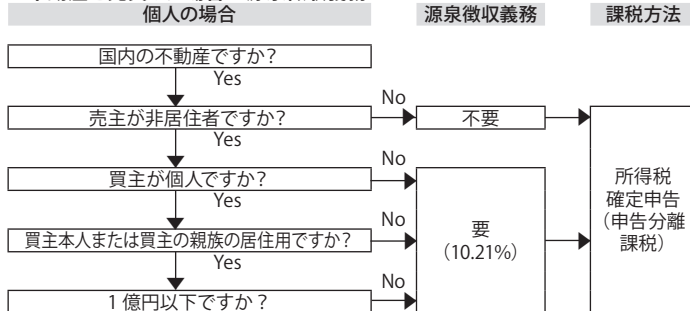 個人の場合
源泉徴収義務
課税方法
国内の不動産ですか?
Yes
売主が非居住者ですか?
No
不要
Yes
買主が個人ですか?
No
Yes
買主本人または買主の親族の居住用ですか?
No
Yes
1億円以下ですか?
No
要
(10.21%)
所得税
確定申告
(申告分離
課税)